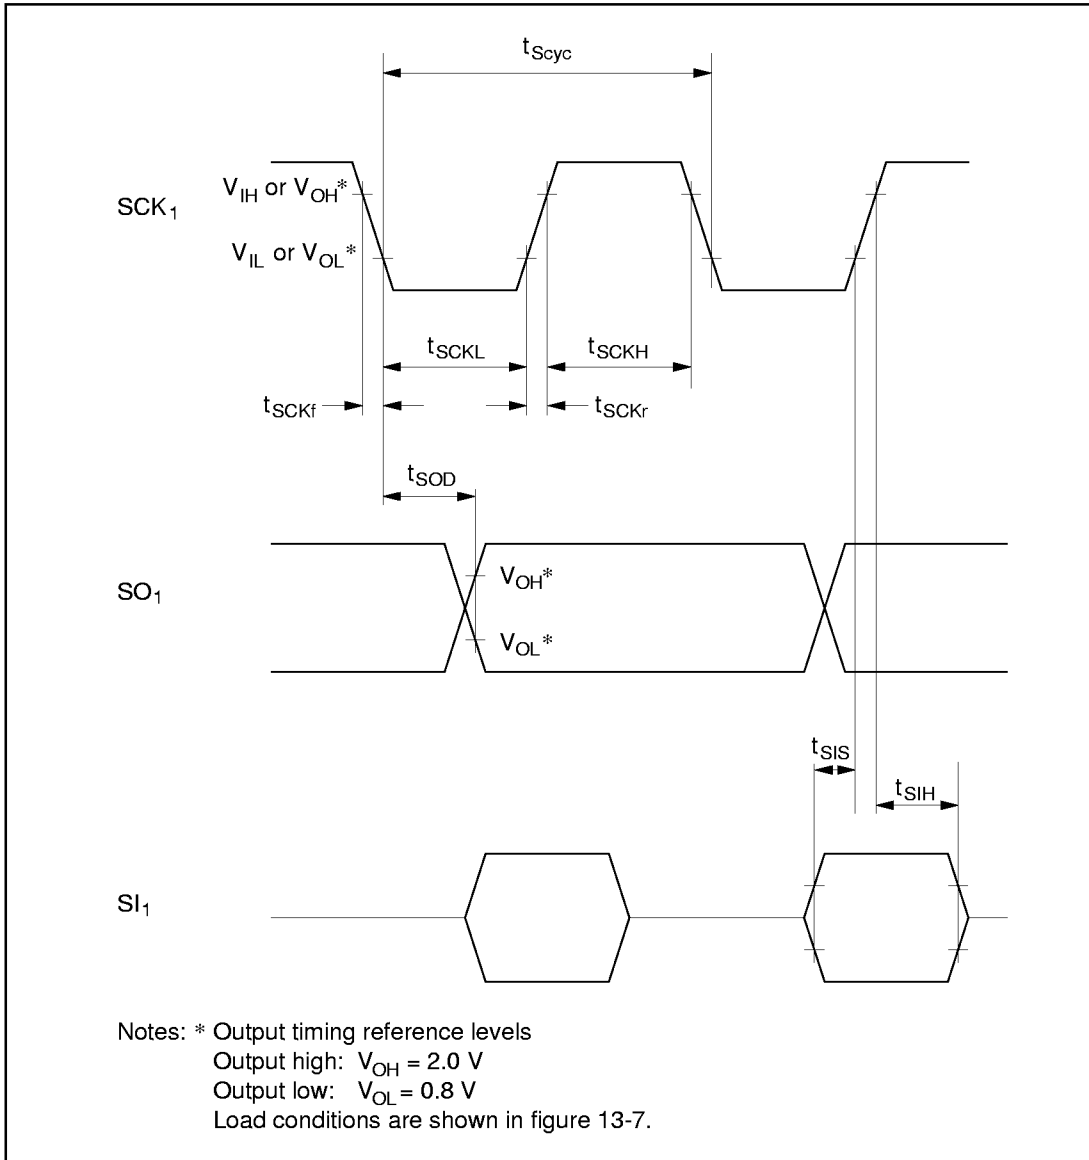 tScyc
VIH or VOH*
SCK1
VIL or VOL*
tSCKL
tSCKH
tSCKf
tSCKr
tSOD
VOH*
SO1
VOL*
tSIS
tSIH
SI1
Notes: * Output timing reference levels
Output high: VOH = 2.0 V
Output low: VOL = 0.8 V
Load conditions are shown in figure 13-7.